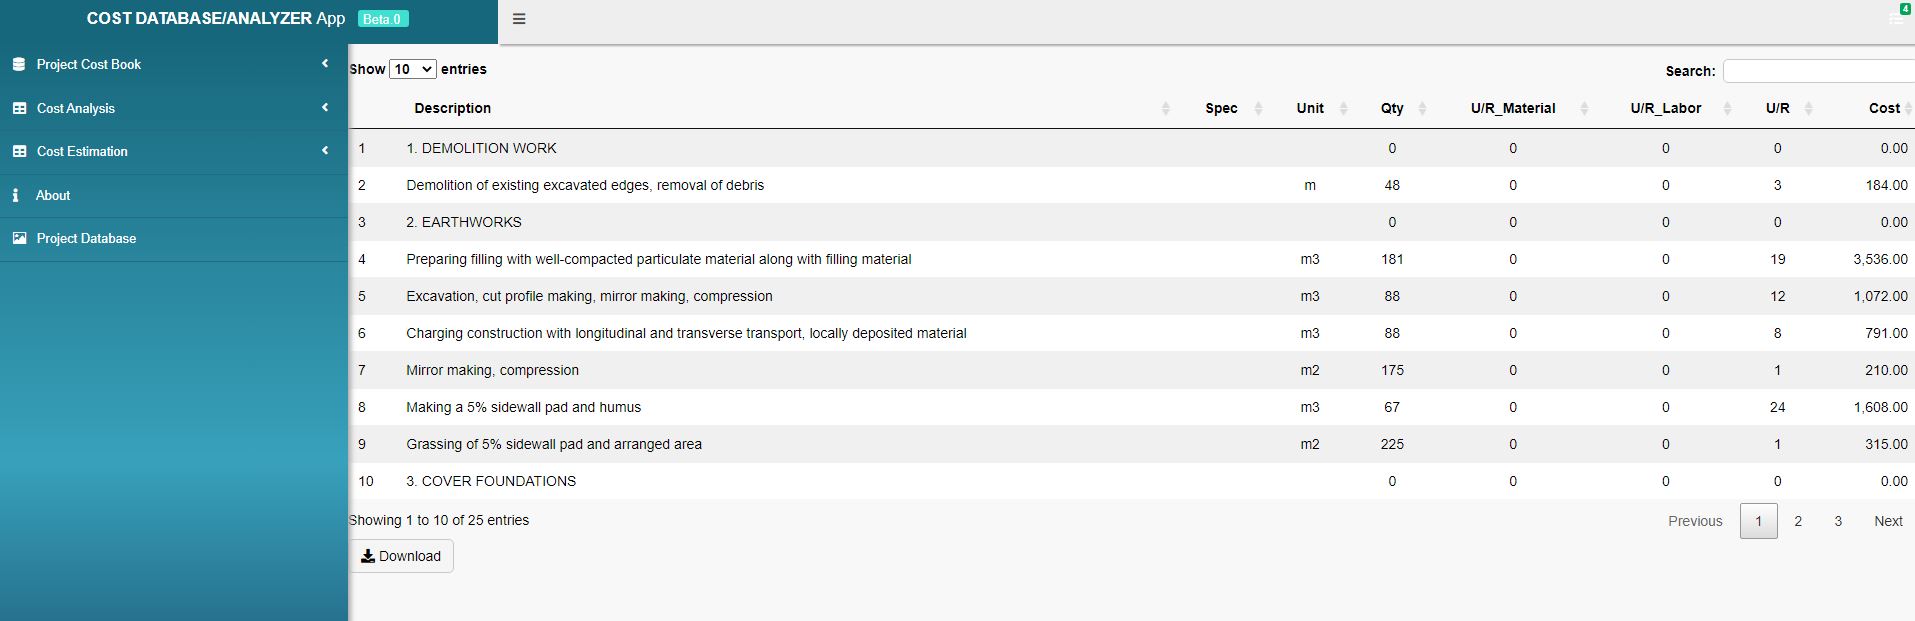 COST DATABASE/ANALYZER App Beta 0 4
Project Cost Book
Cost Analysis
Cost Estimation
About
Project Database
Show 10 entries Search:
Description Spec Unit Qty U/R_Material U/R_Labor U/R Cost
1 1. DEMOLITION WORK 0 0 0 0 0.00
2 Demolition of existing excavated edges, removal of debris m 48 0 0 3 184.00
3 2. EARTHWORKS 0 0 0 0 0.00
4 Preparing filling with well-compacted particulate material along with filling material m3 181 0 0 19 3,536.00
5 Excavation, cut profile making, mirror making, compression m3 88 0 0 12 1,072.00
6 Charging construction with longitudinal and transverse transport, locally deposited material m3 88 0 0 8 791.00
7 Mirror making, compression m2 175 0 0 1 210.00
8 Making a 5% sidewall pad and humus m3 67 0 0 24 1,608.00
9 Grassing of 5% sidewall pad and arranged area m2 225 0 0 1 315.00
10 3. COVER FOUNDATIONS 0 0 0 0 0.00
Showing 1 to 10 of 25 entries Previous 1 2 3 Next
Download